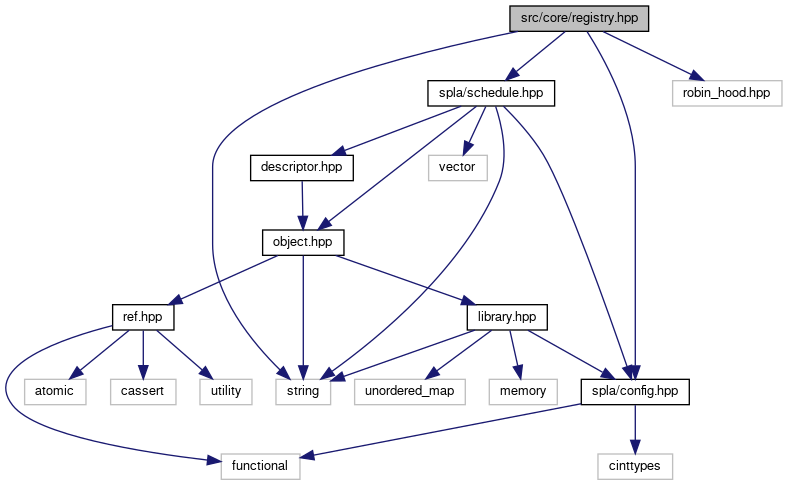 src/core/registry.hpp
spla/schedule.hpp
robin_hood.hpp
descriptor.hpp
vector
object.hpp
ref.hpp
library.hpp
atomic
cassert
utility
string
unordered_map
memory
spla/config.hpp
functional
cinttypes